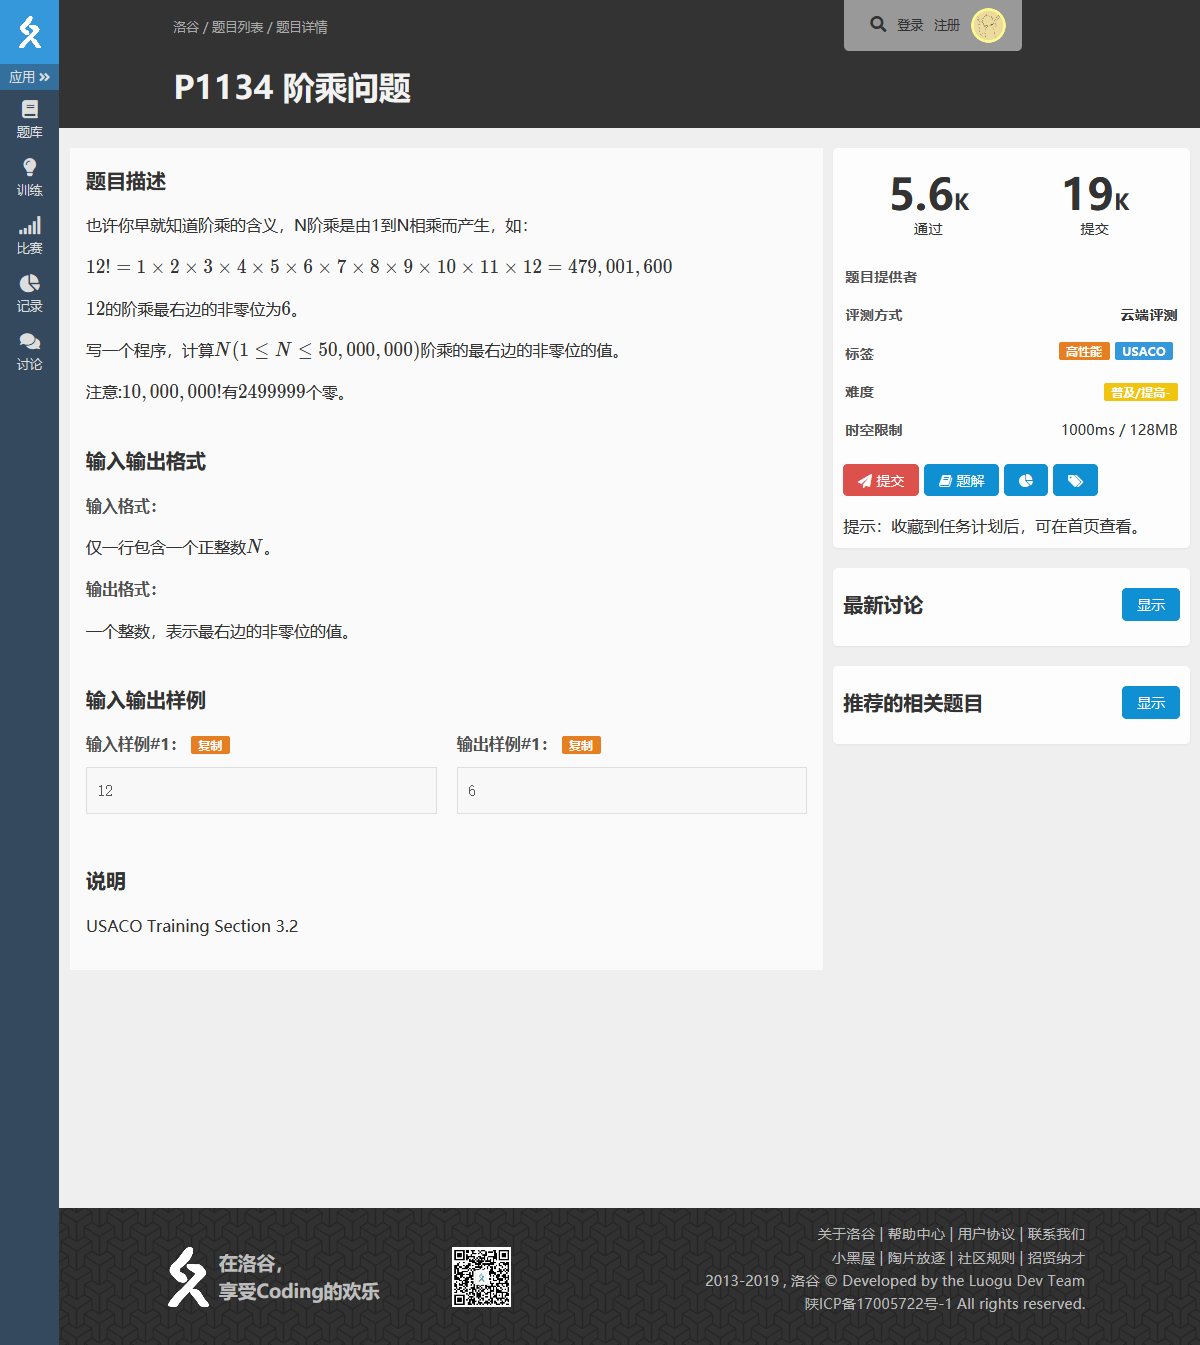 应用
题库
训练
比赛
记录
讨论
洛谷 / 题目列表 / 题目详情
登录 注册
P1134 阶乘问题
题目描述
也许你早就知道阶乘的含义，N阶乘是由1到N相乘而产生，如：
12! = 1 × 2 × 3 × 4 × 5 × 6 × 7 × 8 × 9 × 10 × 11 × 12 = 479, 001, 600
12的阶乘最右边的非零位为6。
写一个程序，计算N(1 ≤ N ≤ 50, 000, 000)阶乘的最右边的非零位的值。
注意:10, 000, 000!有2499999个零。
输入输出格式
输入格式：
仅一行包含一个正整数N。
输出格式：
一个整数，表示最右边的非零位的值。
输入输出样例
输入样例#1： 复制
12
输出样例#1： 复制
6
说明
USACO Training Section 3.2
5.6K
通过
19K
提交
题目提供者
评测方式 云端评测
标签 高性能 USACO
难度 普及/提高-
时空限制 1000ms / 128MB
提交 题解
提示：收藏到任务计划后，可在首页查看。
最新讨论 显示
推荐的相关题目 显示
在洛谷，
享受Coding的欢乐
关于洛谷 | 帮助中心 | 用户协议 | 联系我们
小黑屋 | 陶片放逐 | 社区规则 | 招贤纳才
2013-2019 , 洛谷 © Developed by the Luogu Dev Team
陕ICP备17005722号-1 All rights reserved.